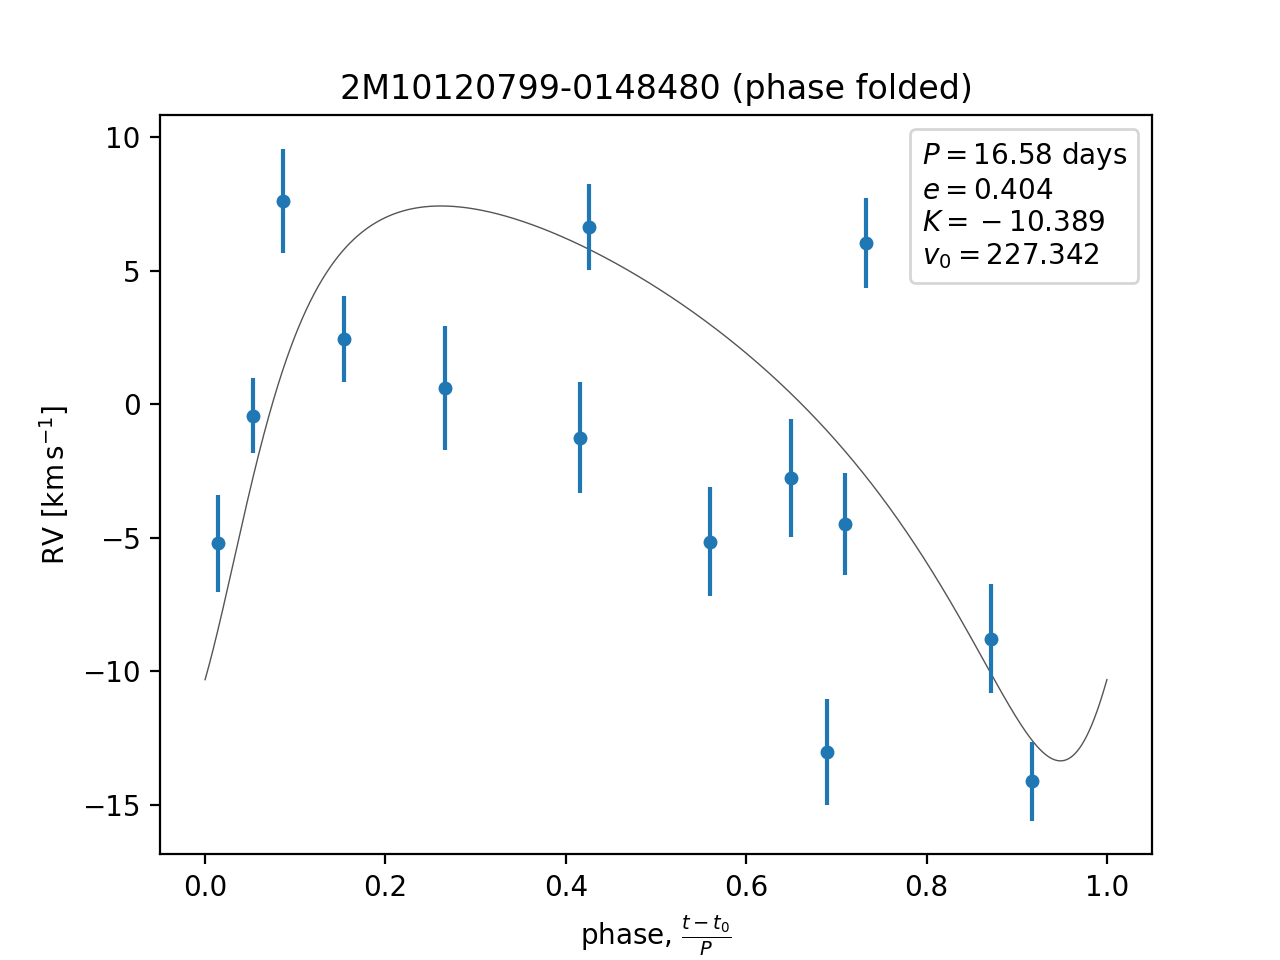 2M10120799-0148480 (phase folded)
P = 16.58 days
e = 0.404
K = −10.389
v₀ = 227.342
10
5
0
−5
−10
−15
RV [km s⁻¹]
0.0 0.2 0.4 0.6 0.8 1.0
phase, (t − t₀)/P